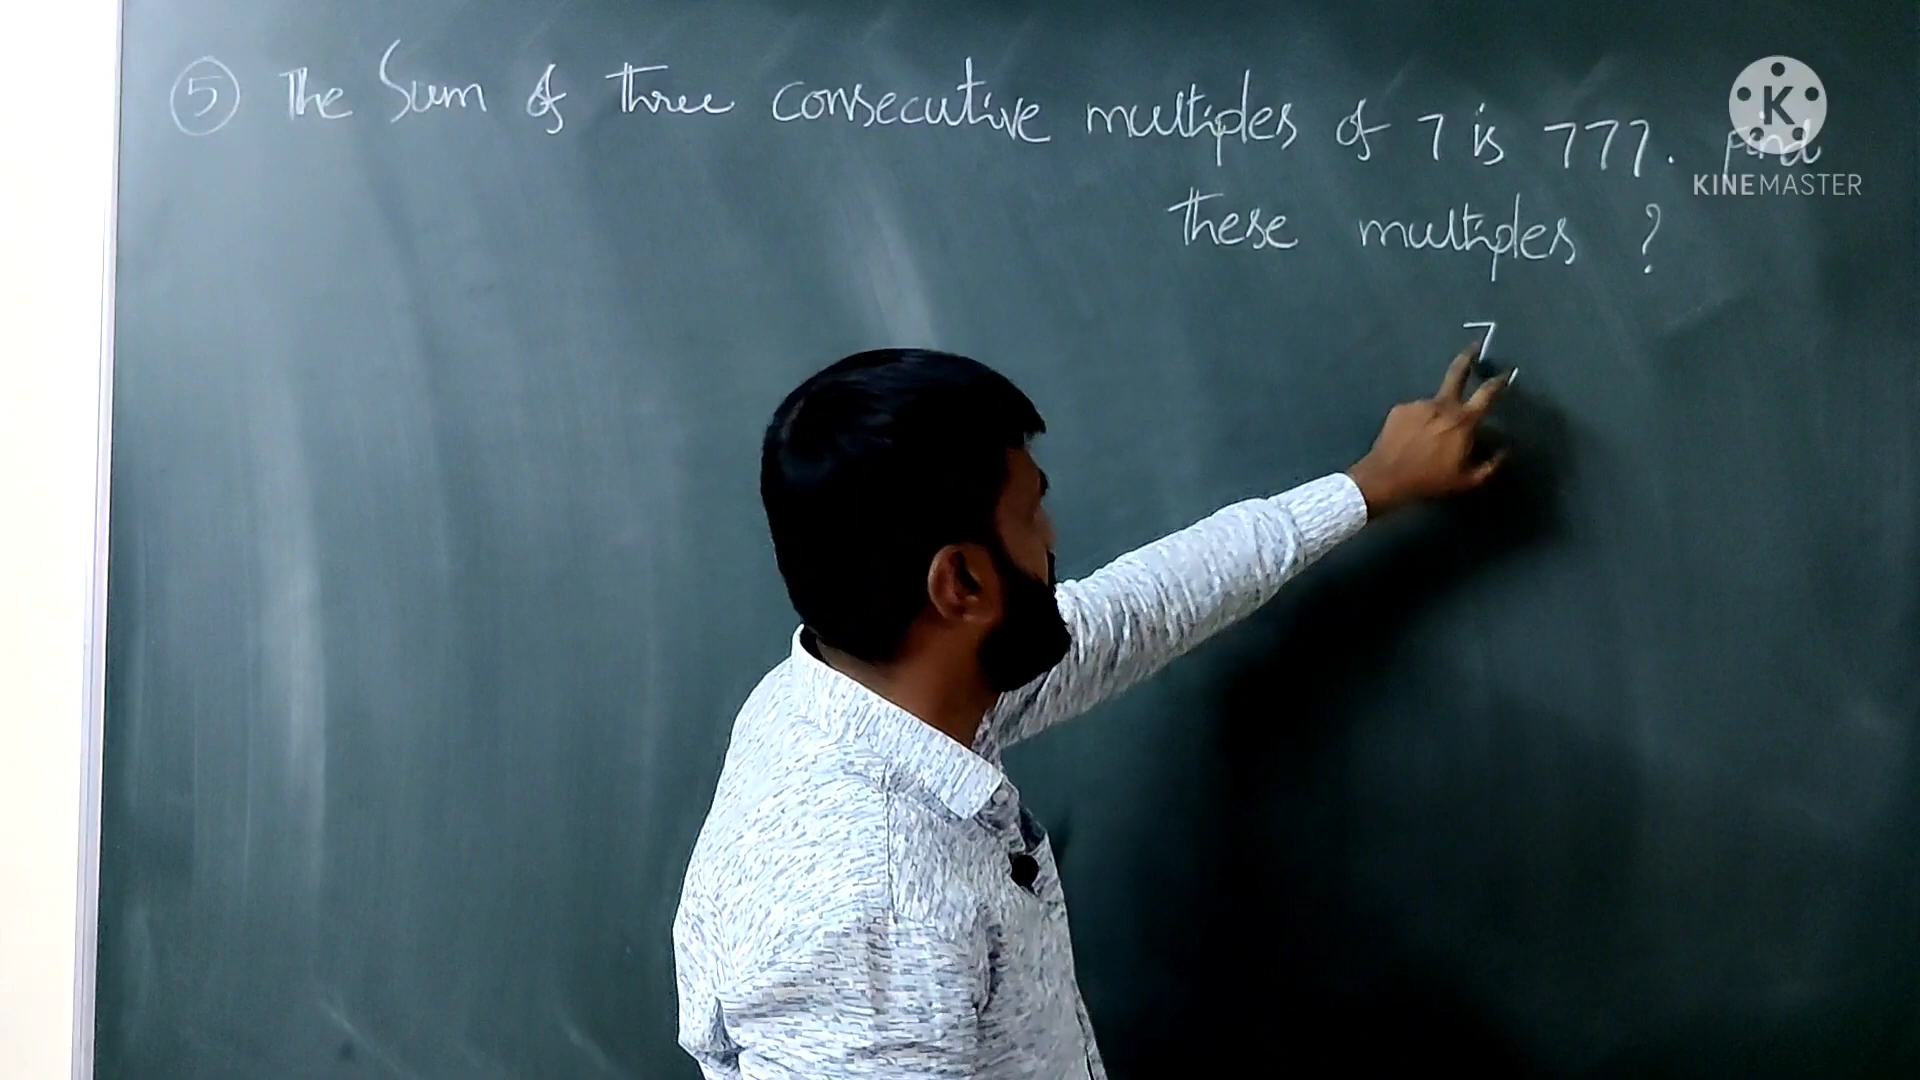 ⑤ The Sum of three consecutive multiples of 7 is 777. Find
these multiples ?
7
K
KINEMASTER